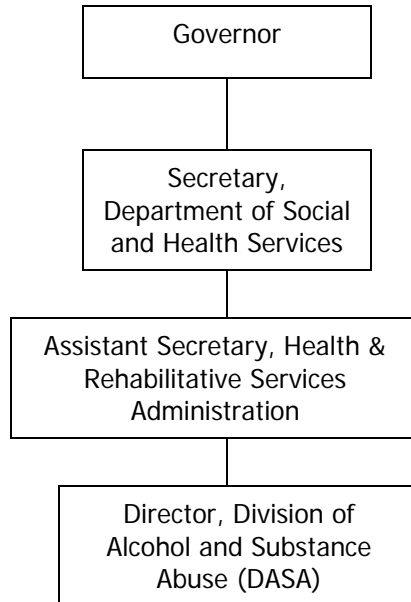 Governor
Secretary,
Department of Social
and Health Services
Assistant Secretary, Health &
Rehabilitative Services
Administration
Director, Division of
Alcohol and Substance
Abuse (DASA)